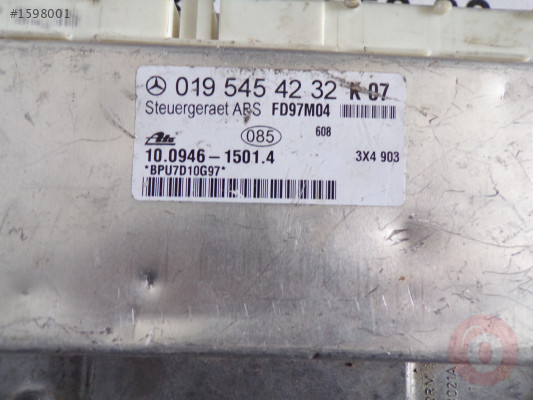 #1598001
019 545 42 32 K 07
Steuergeraet ABS FD97M04
Ate 085 608
10.0946-1501.4 3X4 903
*BPU7D10G97*
021A